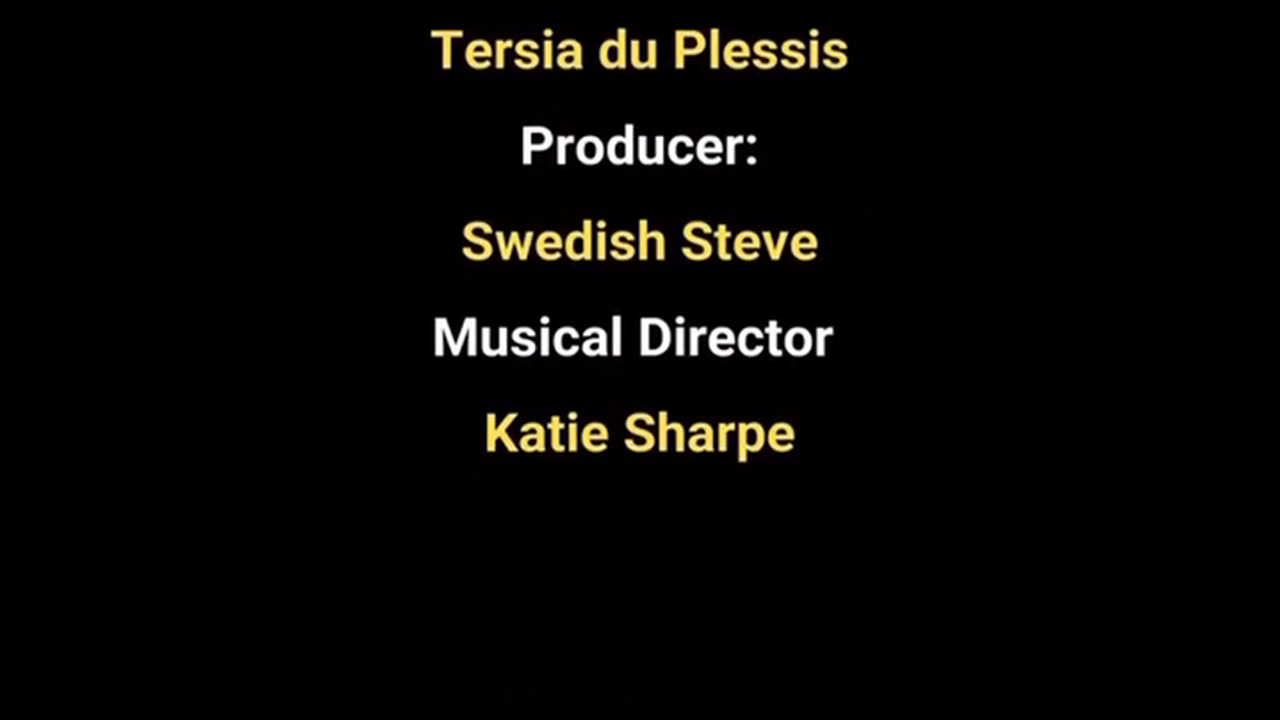 Tersia du Plessis
Producer:
Swedish Steve
Musical Director
Katie Sharpe